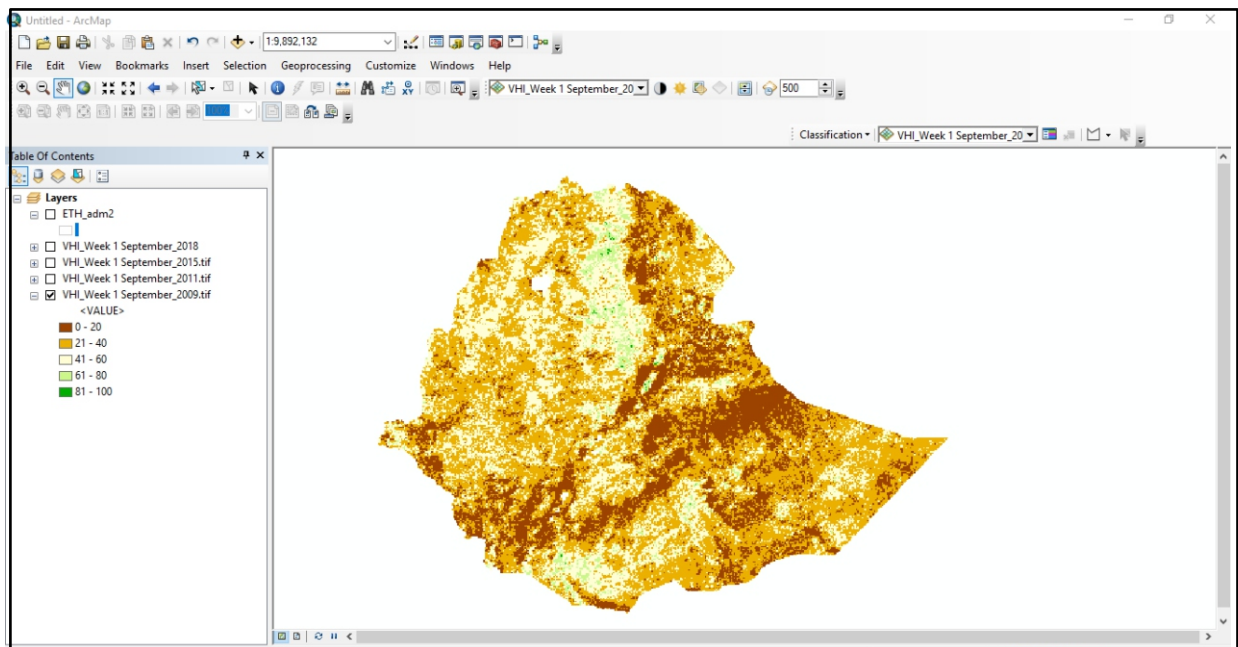 Untitled - ArcMap
1:9,892,132
File Edit View Bookmarks Insert Selection Geoprocessing Customize Windows Help
VHI_Week 1 September_20 500
Classification VHI_Week 1 September_20
Table Of Contents
Layers
ETH_adm2
VHI_Week 1 September_2018
VHI_Week 1 September_2015.tif
VHI_Week 1 September_2011.tif
VHI_Week 1 September_2009.tif
<VALUE>
0 - 20
21 - 40
41 - 60
61 - 80
81 - 100